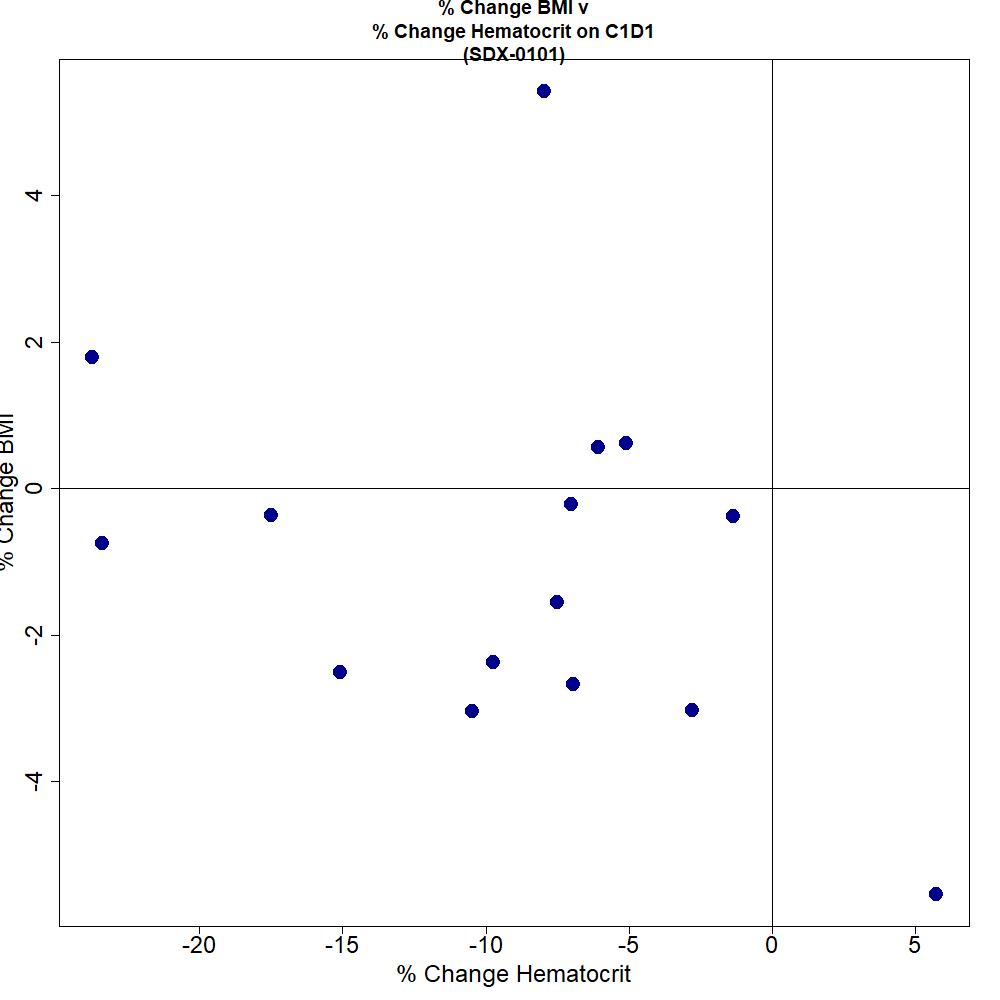 % Change BMI v
% Change Hematocrit on C1D1
(SDX-0101)
4
2
0
-2
-4
% Change BMI
-20 -15 -10 -5 0 5
% Change Hematocrit